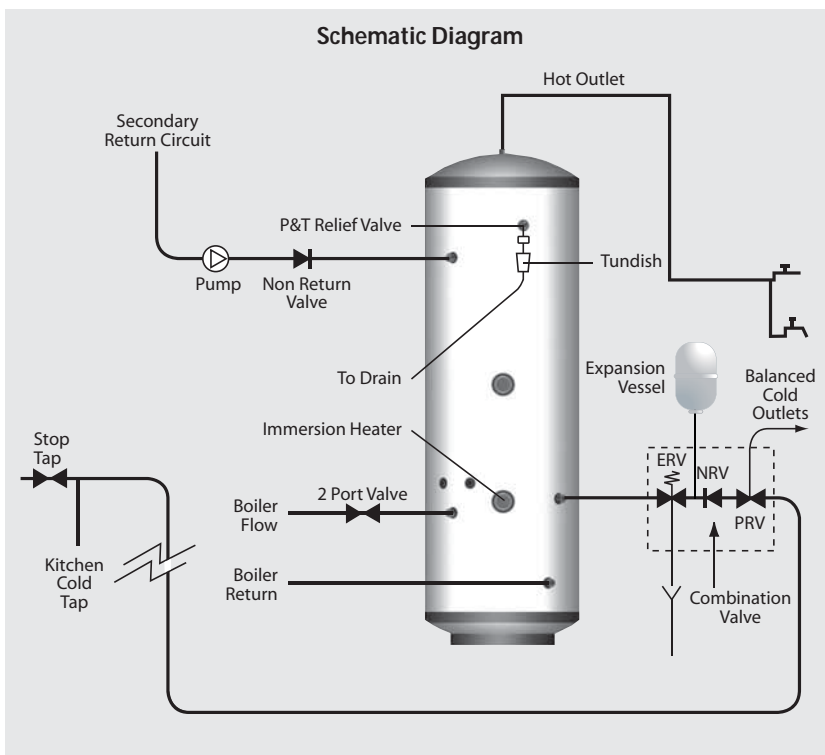 Schematic Diagram
Hot Outlet
Secondary
Return Circuit
P&T Relief Valve
Tundish
Pump
Non Return
Valve
To Drain
Expansion
Vessel
Balanced
Cold
Outlets
Immersion Heater
Stop
Tap
ERV
NRV
2 Port Valve
Boiler
Flow
PRV
Kitchen
Cold
Tap
Boiler
Return
Combination
Valve